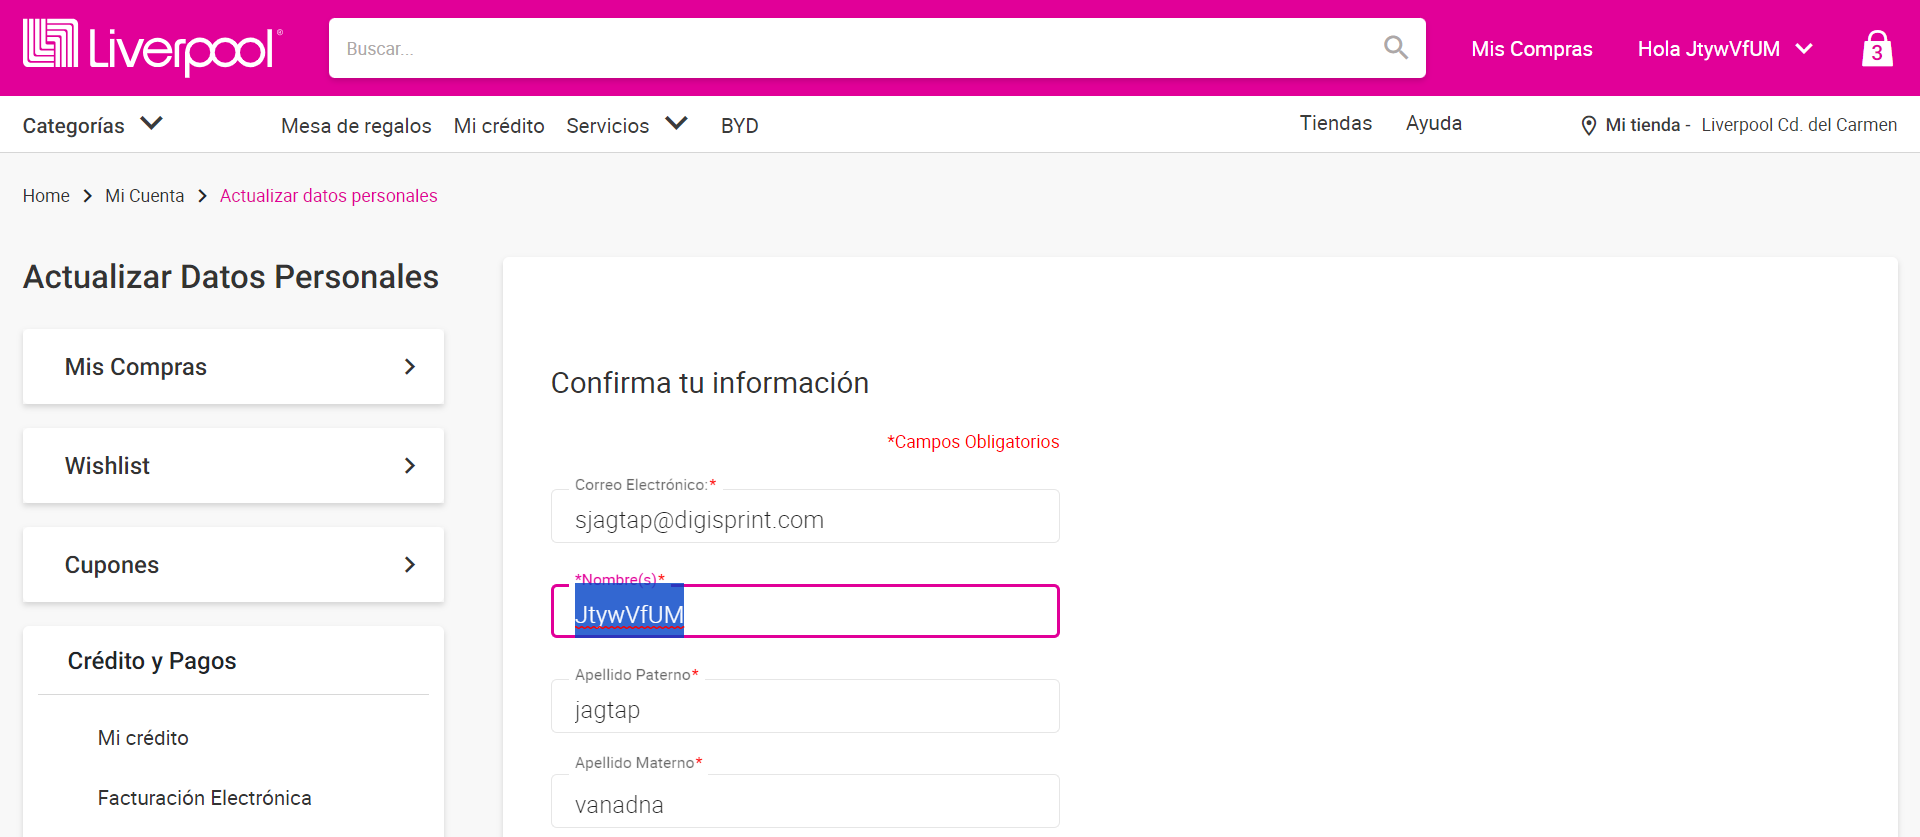 Liverpool®
Buscar...
Mis Compras
Hola JtywVfUM
3
Categorías
Mesa de regalos
Mi crédito
Servicios
BYD
Tiendas
Ayuda
Mi tienda - Liverpool Cd. del Carmen
Home > Mi Cuenta > Actualizar datos personales
Actualizar Datos Personales
Mis Compras
Wishlist
Cupones
Crédito y Pagos
Mi crédito
Facturación Electrónica
Confirma tu información
*Campos Obligatorios
Correo Electrónico:*
sjagtap@digisprint.com
*Nombre(s)*
JtywVfUM
Apellido Paterno*
jagtap
Apellido Materno*
vanadna